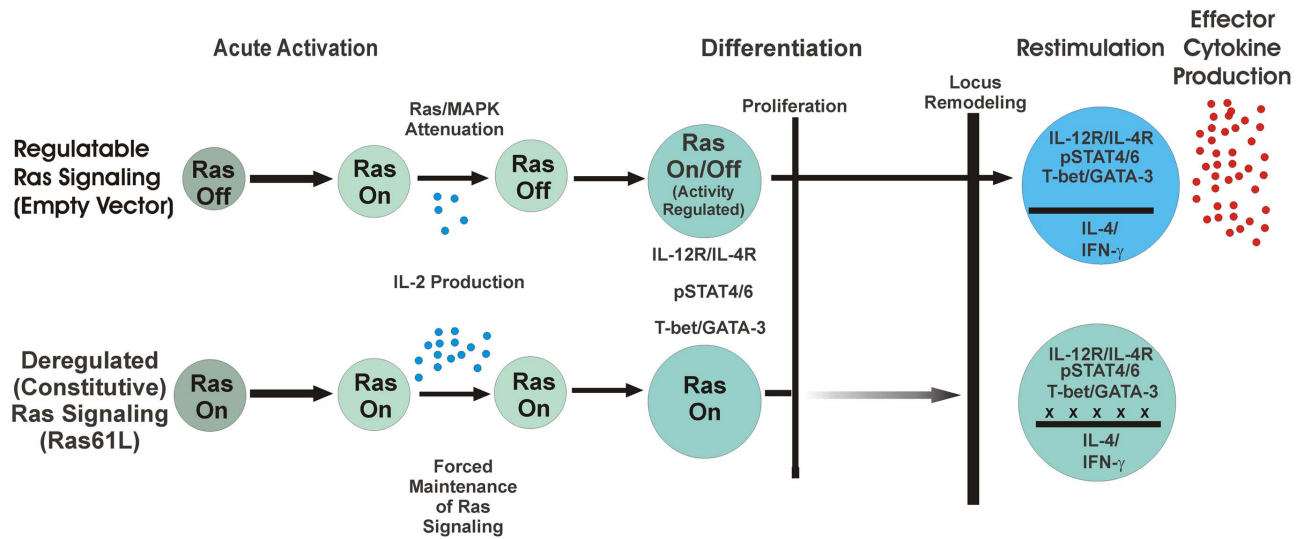 Acute Activation
Differentiation
Restimulation
Effector
Cytokine
Production
Ras/MAPK
Attenuation
Proliferation
Locus
Remodeling
Regulatable
Ras Signaling
(Empty Vector)
Ras
Off
Ras
On
Ras
Off
Ras
On/Off
(Activity
Regulated)
IL-12R/IL-4R
pSTAT4/6
T-bet/GATA-3
IL-4/
IFN-γ
IL-2 Production
IL-12R/IL-4R
pSTAT4/6
T-bet/GATA-3
Deregulated
(Constitutive)
Ras Signaling
(Ras61L)
Ras
On
Ras
On
Ras
On
Ras
On
IL-12R/IL-4R
pSTAT4/6
T-bet/GATA-3
x x x x x
IL-4/
IFN-γ
Forced
Maintenance
of Ras
Signaling